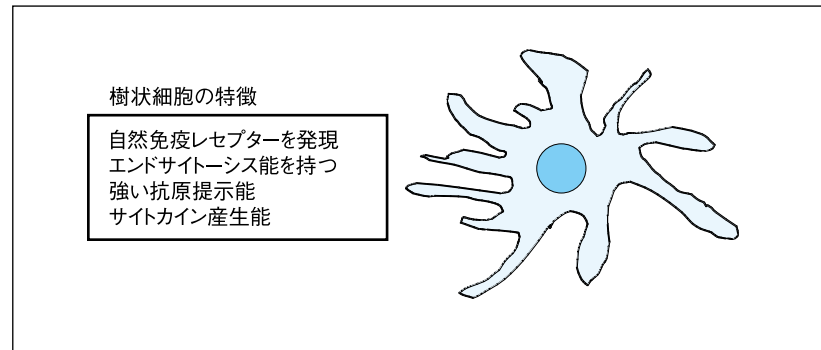 樹状細胞の特徴
自然免疫レセプターを発現
エンドサイトーシス能を持つ
強い抗原提示能
サイトカイン産生能